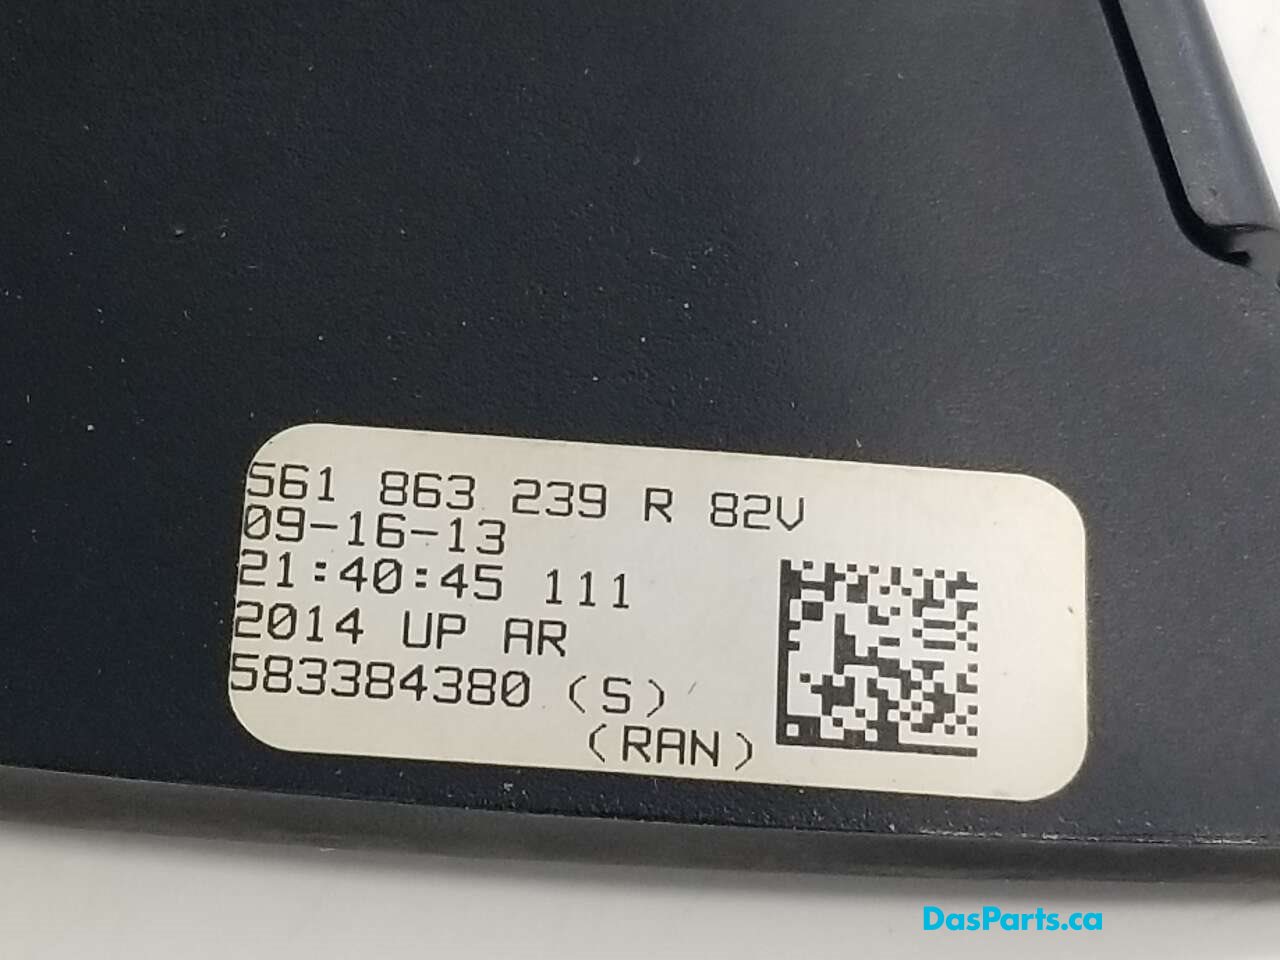 561 863 239 R 82V
09-16-13
21:40:45 111
2014 UP AR
583384380 (S)
(RAN)
DasParts.ca